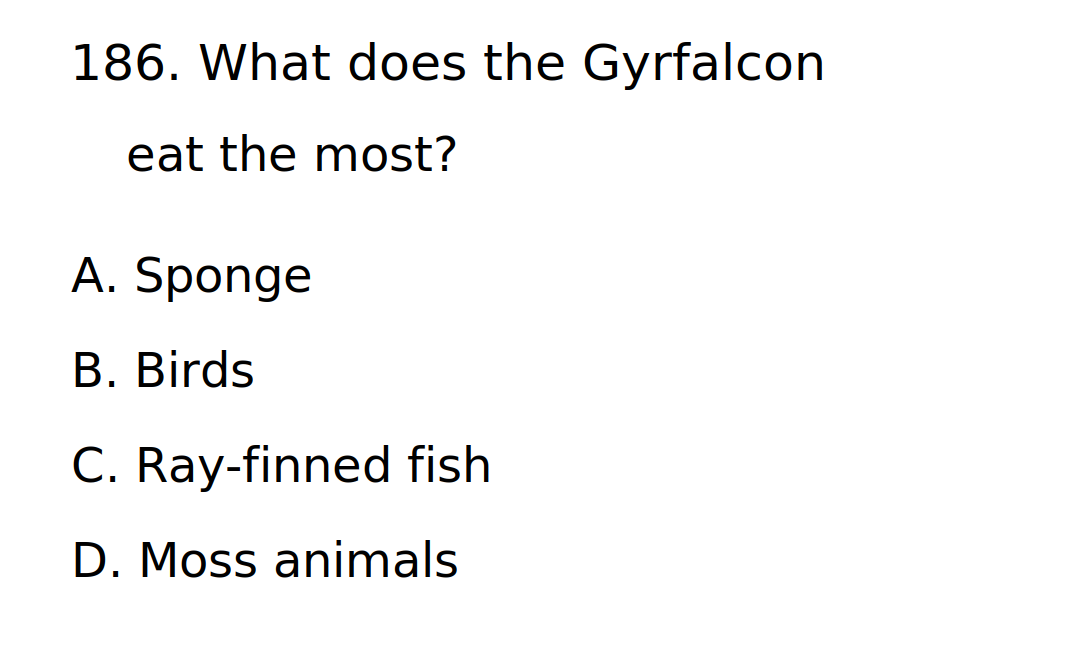 186. What does the Gyrfalcon
eat the most?
A. Sponge
B. Birds
C. Ray-finned fish
D. Moss animals